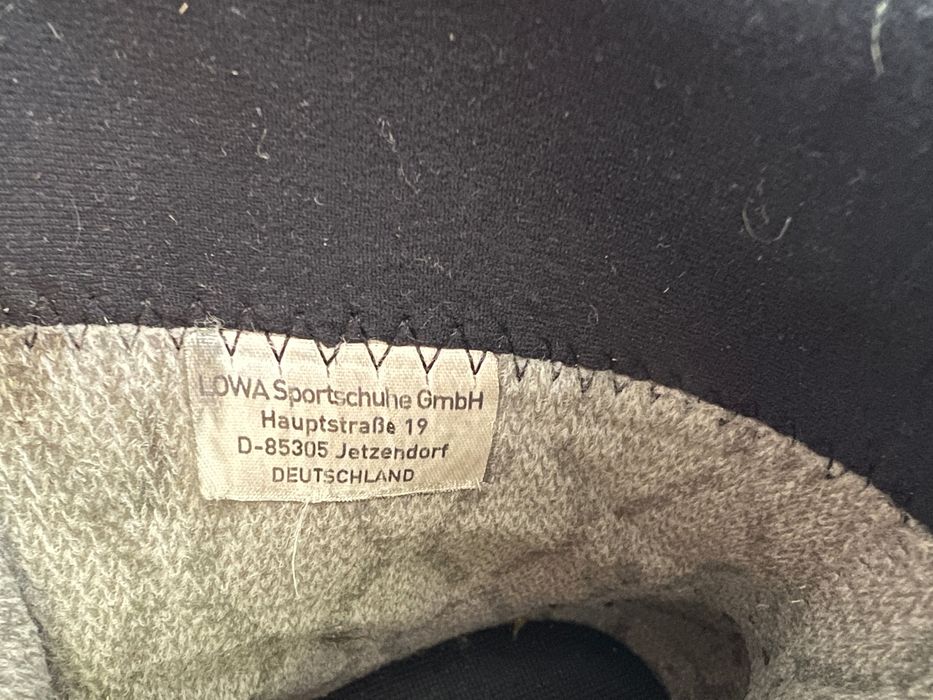 LOWA Sportschuhe GmbH
Hauptstraße 19
D-85305 Jetzendorf
DEUTSCHLAND